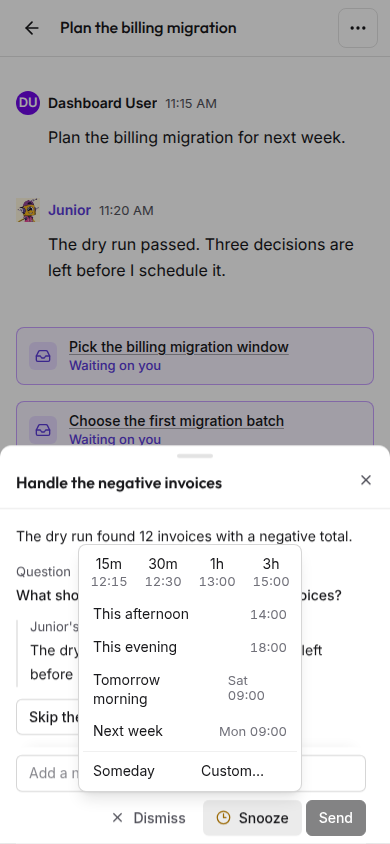 Plan the billing migration
DU Dashboard User 11:15 AM
Plan the billing migration for next week.
Junior 11:20 AM
The dry run passed. Three decisions are
left before I schedule it.
Pick the billing migration window
Waiting on you
Choose the first migration batch
Waiting on you
Handle the negative invoices
The dry run found 12 invoices with a negative total.
Question
What
Junior's
The dry
left
before
Skip the
15m 30m 1h 3h
12:15 12:30 13:00 15:00
This afternoon 14:00
This evening 18:00
Tomorrow
morning
Sat
09:00
Next week Mon 09:00
Someday Custom...
Add a
Dismiss Snooze Send